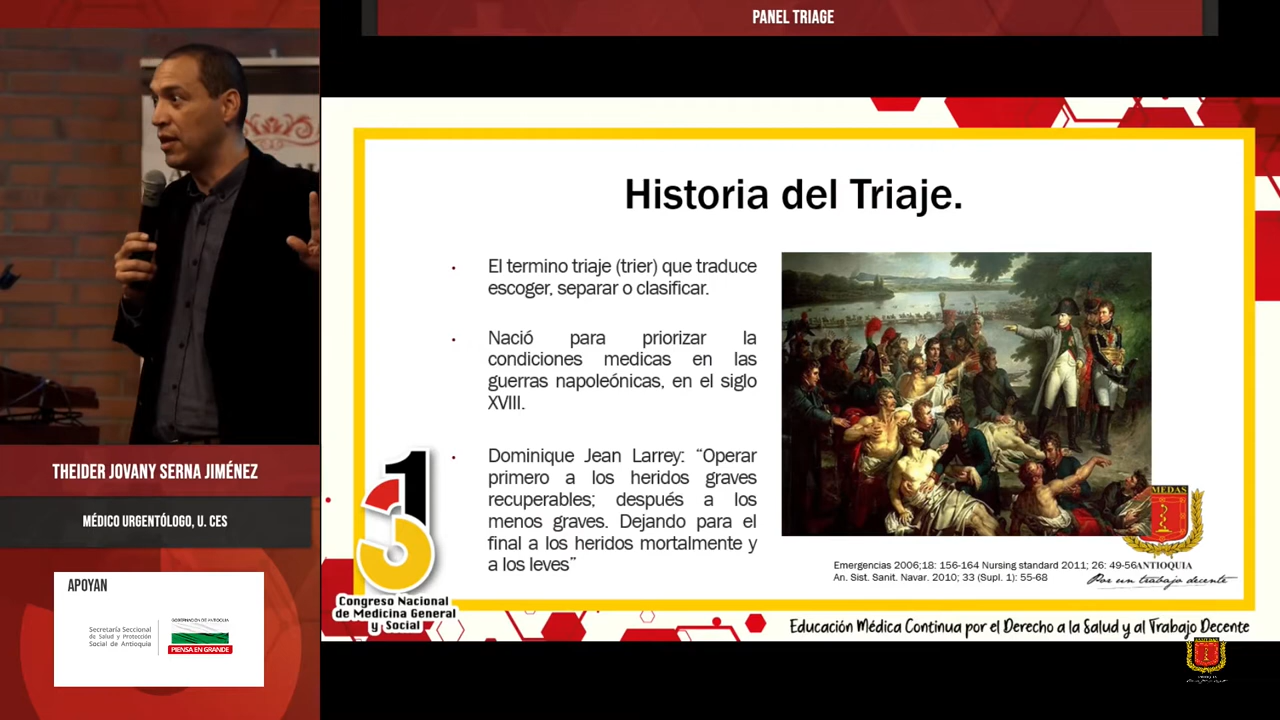 PANEL TRIAGE
Historia del Triaje.
• El termino triaje (trier) que traduce
escoger, separar o clasificar.
• Nació para priorizar la
condiciones medicas en las
guerras napoleónicas, en el siglo
XVIII.
• Dominique Jean Larrey: “Operar
primero a los heridos graves
recuperables; después a los
menos graves. Dejando para el
final a los heridos mortalmente y
a los leves”
Emergencias 2006;18: 156-164 Nursing standard 2011; 26: 49-56
An. Sist. Sanit. Navar. 2010; 33 (Supl. 1): 55-68
ANTIOQUIA
Por un trabajo decente
Congreso Nacional
de Medicina General
y Social
Educación Médica Continua por el Derecho a la Salud y al Trabajo Decente
THEIDER JOVANY SERNA JIMÉNEZ
MÉDICO URGENTÓLOGO, U. CES
APOYAN
Secretaría Seccional
de Salud y Protección
Social de Antioquia
GOBERNACIÓN DE ANTIOQUIA
PIENSA EN GRANDE